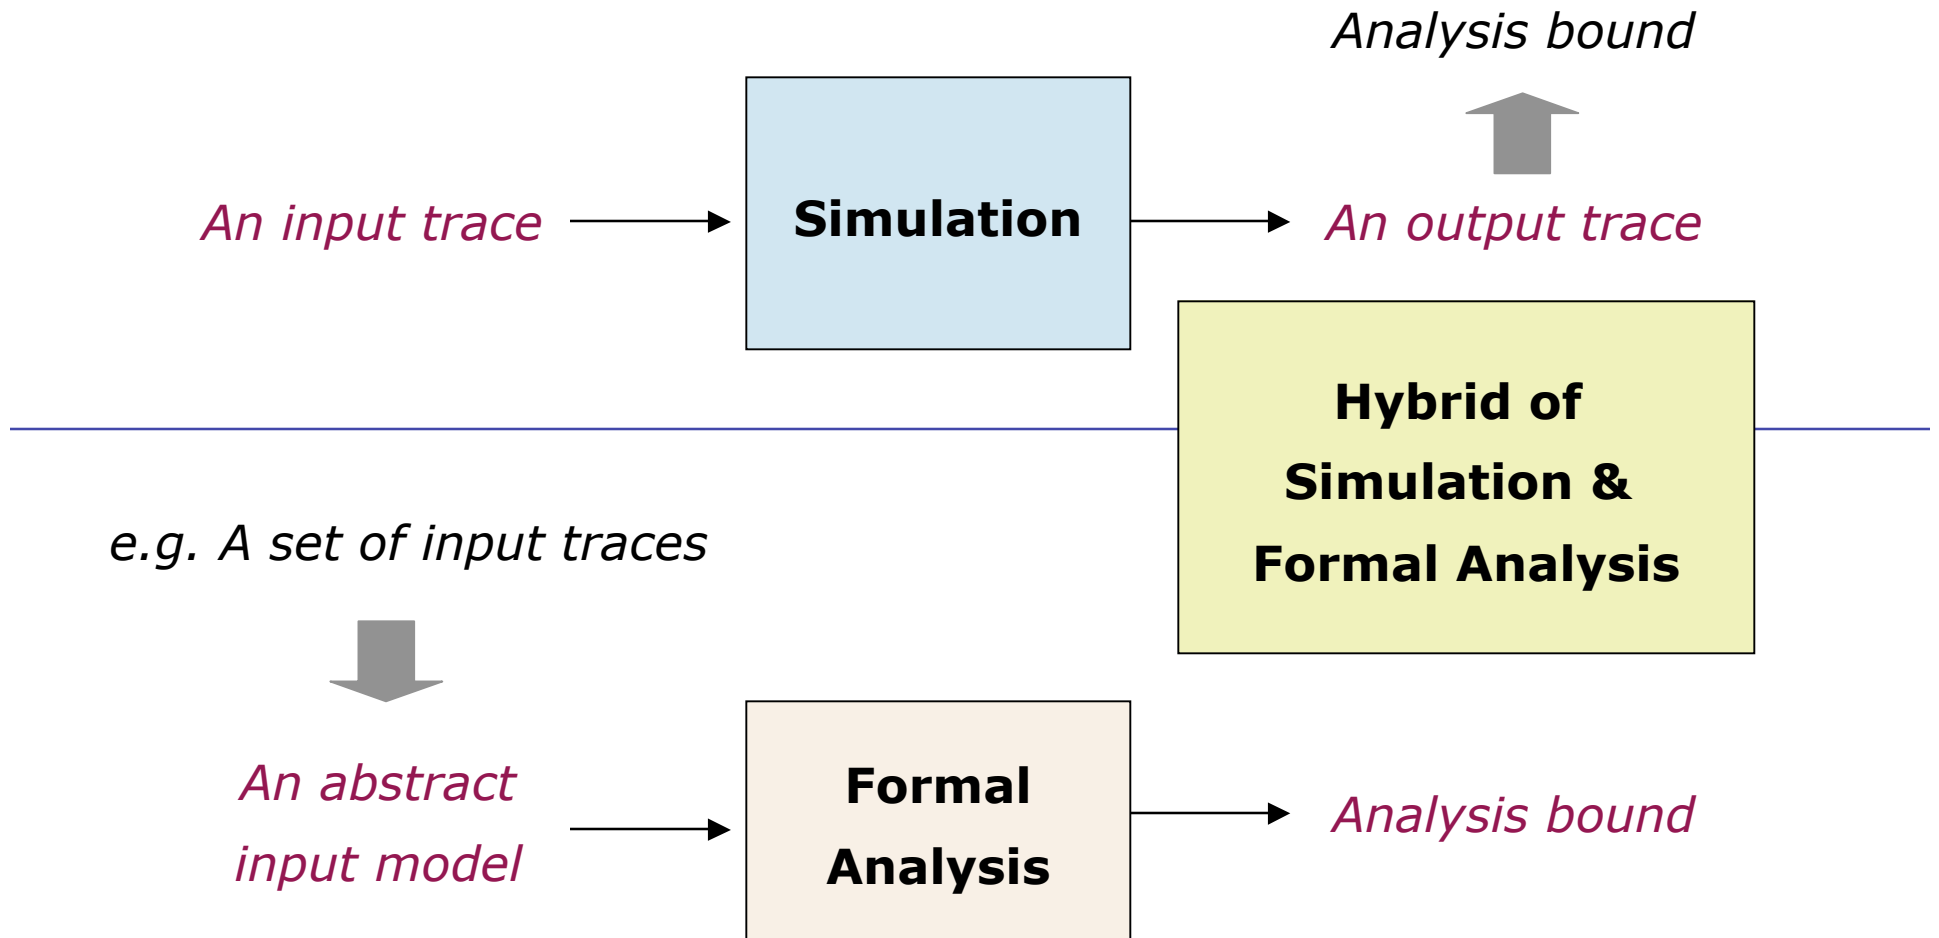 Analysis bound
An input trace
Simulation
An output trace
Hybrid of
Simulation &
Formal Analysis
e.g. A set of input traces
An abstract
input model
Formal
Analysis
Analysis bound